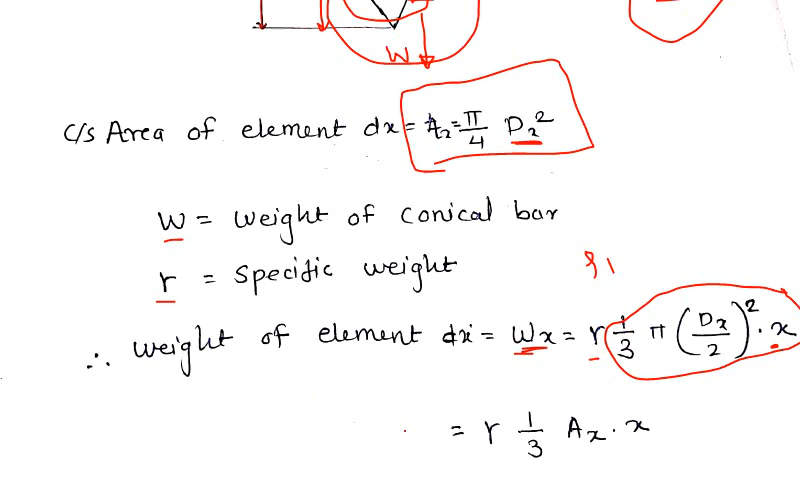 W
C/s Area of element dx = A₂ = π/4 Dx²
W = weight of conical bar
r = specific weight
∴ weight of element dx = Wx = r 1/3 π (Dx/2)² · x
= r 1/3 Ax · x